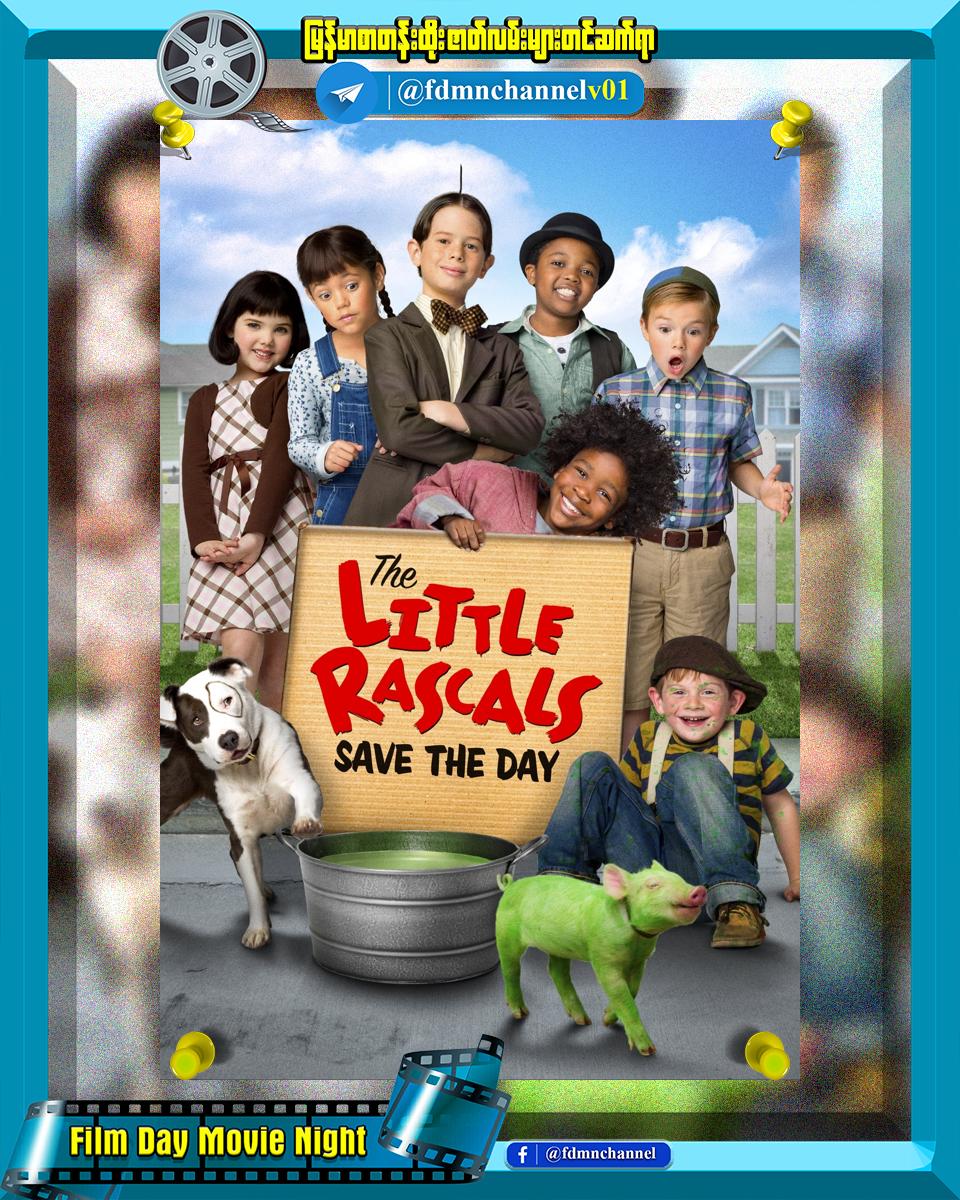 မြန်မာစာတန်းထိုးဇာတ်လမ်းများတင်ဆက်ရာ
@fdmnchannelv01
The
LITTLE
RASCALS
SAVE THE DAY
Film Day Movie Night
@fdmnchannel